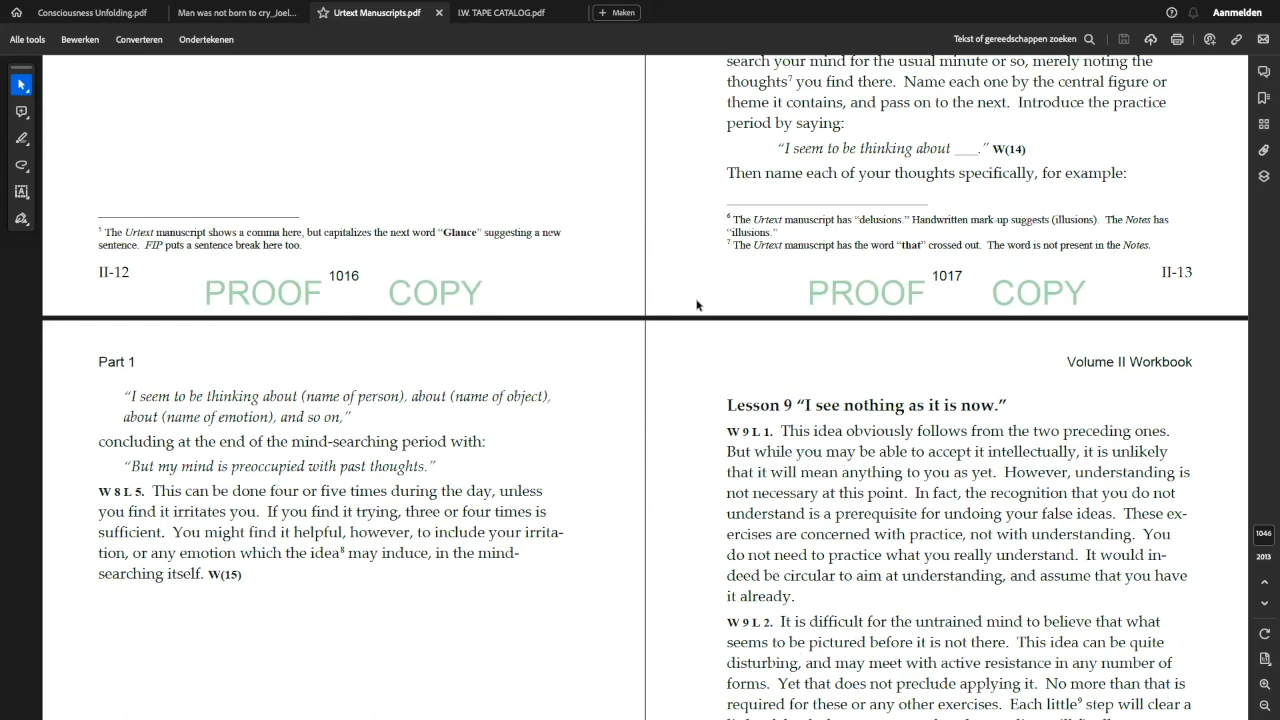 Consciousness Unfolding.pdf
Man was not born to cry_Joel...
Urtext Manuscripts.pdf
I.W. TAPE CATALOG.pdf
Maken
Aanmelden
Alle tools
Bewerken
Converteren
Ondertekenen
Tekst of gereedschappen zoeken
5 The Urtext manuscript shows a comma here, but capitalizes the next word “Glance” suggesting a new
sentence. FIP puts a sentence break here too.
II-12
1016
PROOF COPY
search your mind for the usual minute or so, merely noting the
thoughts7 you find there. Name each one by the central figure or
theme it contains, and pass on to the next. Introduce the practice
period by saying:
“I seem to be thinking about ___.” W(14)
Then name each of your thoughts specifically, for example:
6 The Urtext manuscript has “delusions.” Handwritten mark-up suggests (illusions). The Notes has
“illusions.”
7 The Urtext manuscript has the word “that” crossed out. The word is not present in the Notes.
1017
II-13
PROOF COPY
Part 1
“I seem to be thinking about (name of person), about (name of object),
about (name of emotion), and so on,”
concluding at the end of the mind-searching period with:
“But my mind is preoccupied with past thoughts.”
W 8 L 5. This can be done four or five times during the day, unless
you find it irritates you. If you find it trying, three or four times is
sufficient. You might find it helpful, however, to include your irrita-
tion, or any emotion which the idea8 may induce, in the mind-
searching itself. W(15)
Volume II Workbook
Lesson 9 “I see nothing as it is now.”
W 9 L 1. This idea obviously follows from the two preceding ones.
But while you may be able to accept it intellectually, it is unlikely
that it will mean anything to you as yet. However, understanding is
not necessary at this point. In fact, the recognition that you do not
understand is a prerequisite for undoing your false ideas. These ex-
ercises are concerned with practice, not with understanding. You
do not need to practice what you really understand. It would in-
deed be circular to aim at understanding, and assume that you have
it already.
W 9 L 2. It is difficult for the untrained mind to believe that what
seems to be pictured before it is not there. This idea can be quite
disturbing, and may meet with active resistance in any number of
forms. Yet that does not preclude applying it. No more than that is
required for these or any other exercises. Each little9 step will clear a
1046
2013